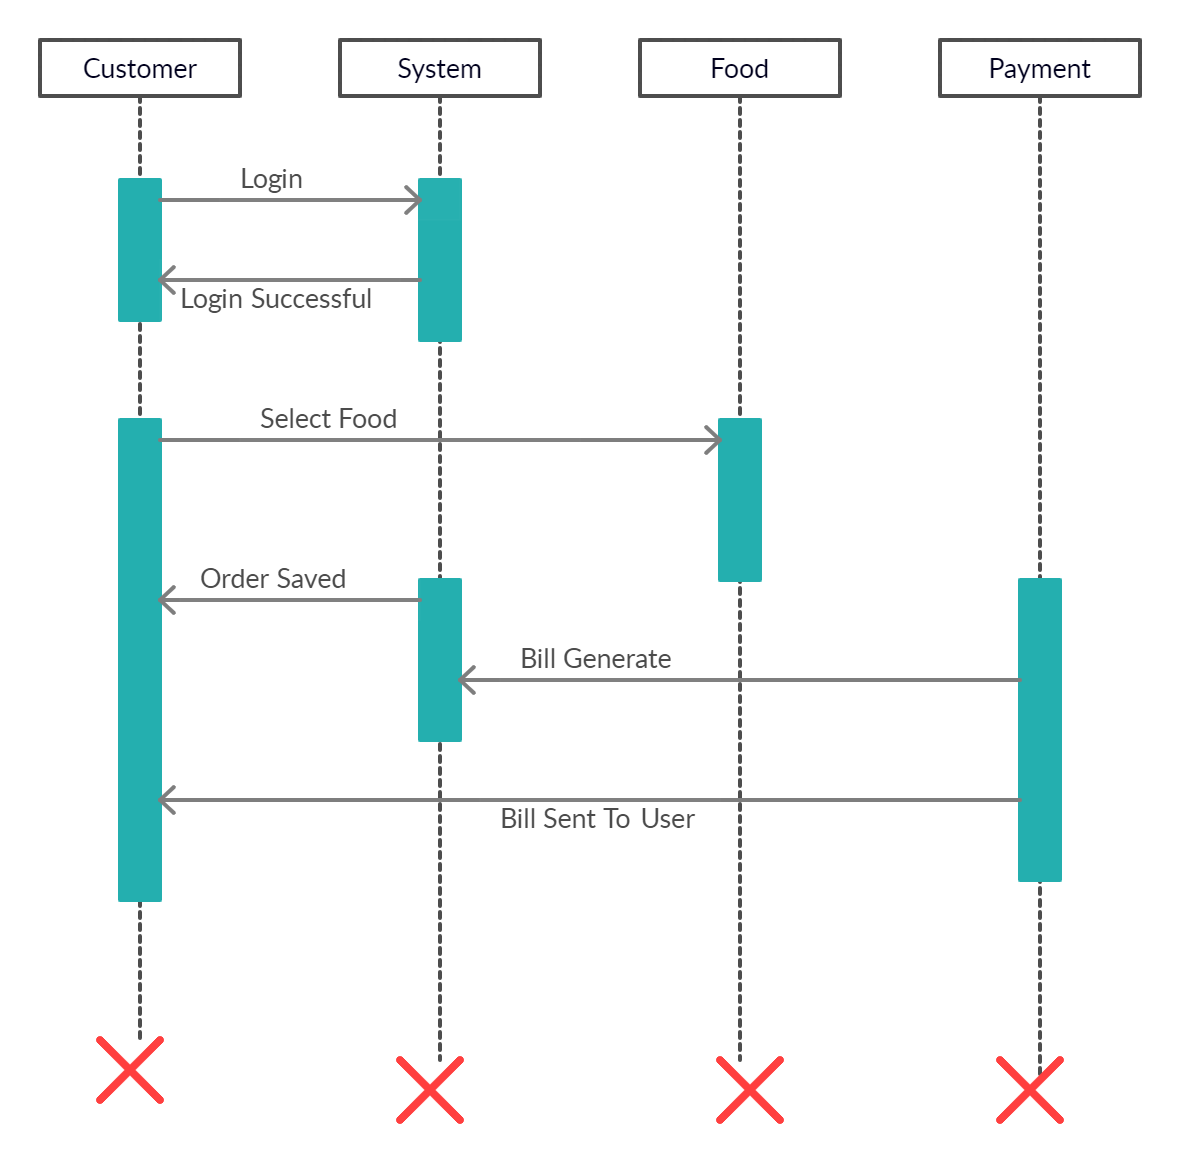 Customer
System
Food
Payment
Login
Login Successful
Select Food
Order Saved
Bill Generate
Bill Sent To User